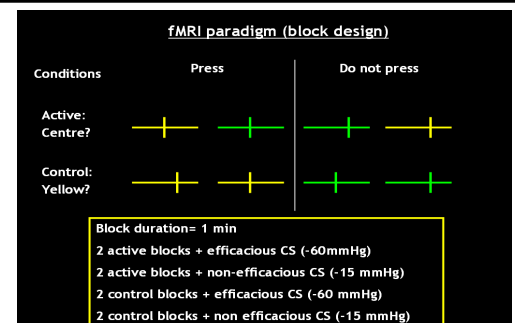 fMRI paradigm (block design)
Conditions
Press
Do not press
Active:
Centre?
Control:
Yellow?
Block duration= 1 min
2 active blocks + efficacious CS (-60mmHg)
2 active blocks + non-efficacious CS (-15 mmHg)
2 control blocks + efficacious CS (-60 mmHg)
2 control blocks + non efficacious CS (-15 mmHg)